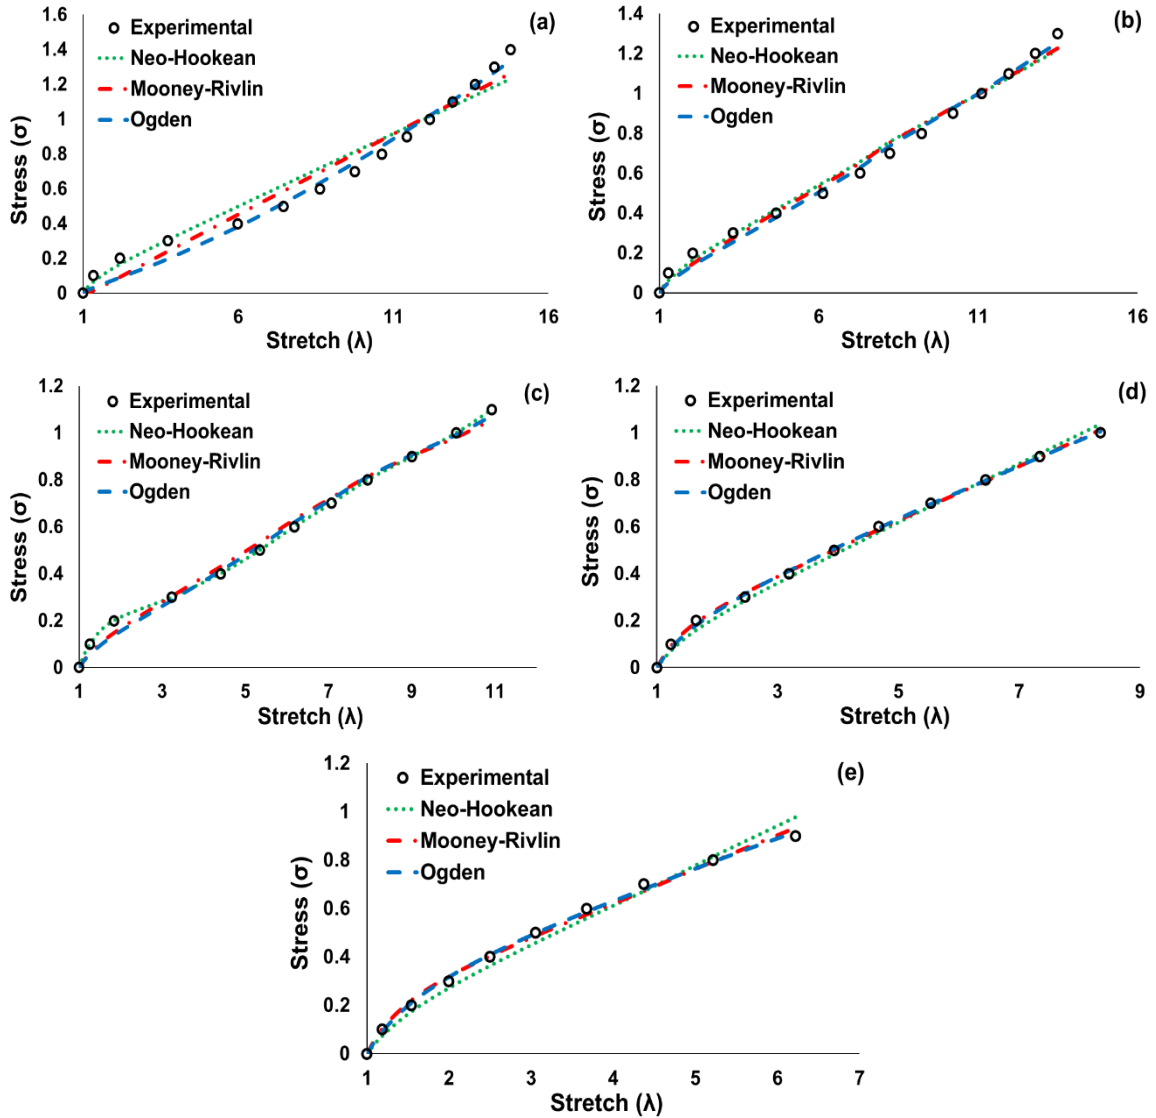 (a)
Experimental
Neo-Hookean
Mooney-Rivlin
Ogden
Stress (σ)
1.6
1.4
1.2
1
0.8
0.6
0.4
0.2
0
1 6 11 16
Stretch (λ)
(b)
Experimental
Neo-Hookean
Mooney-Rivlin
Ogden
Stress (σ)
1.4
1.2
1
0.8
0.6
0.4
0.2
0
1 6 11 16
Stretch (λ)
(c)
Experimental
Neo-Hookean
Mooney-Rivlin
Ogden
Stress (σ)
1.2
1
0.8
0.6
0.4
0.2
0
1 3 5 7 9 11
Stretch (λ)
(d)
Experimental
Neo-Hookean
Mooney-Rivlin
Ogden
Stress (σ)
1.2
1
0.8
0.6
0.4
0.2
0
1 3 5 7 9
Stretch (λ)
(e)
Experimental
Neo-Hookean
Mooney-Rivlin
Ogden
Stress (σ)
1.2
1
0.8
0.6
0.4
0.2
0
1 2 3 4 5 6 7
Stretch (λ)